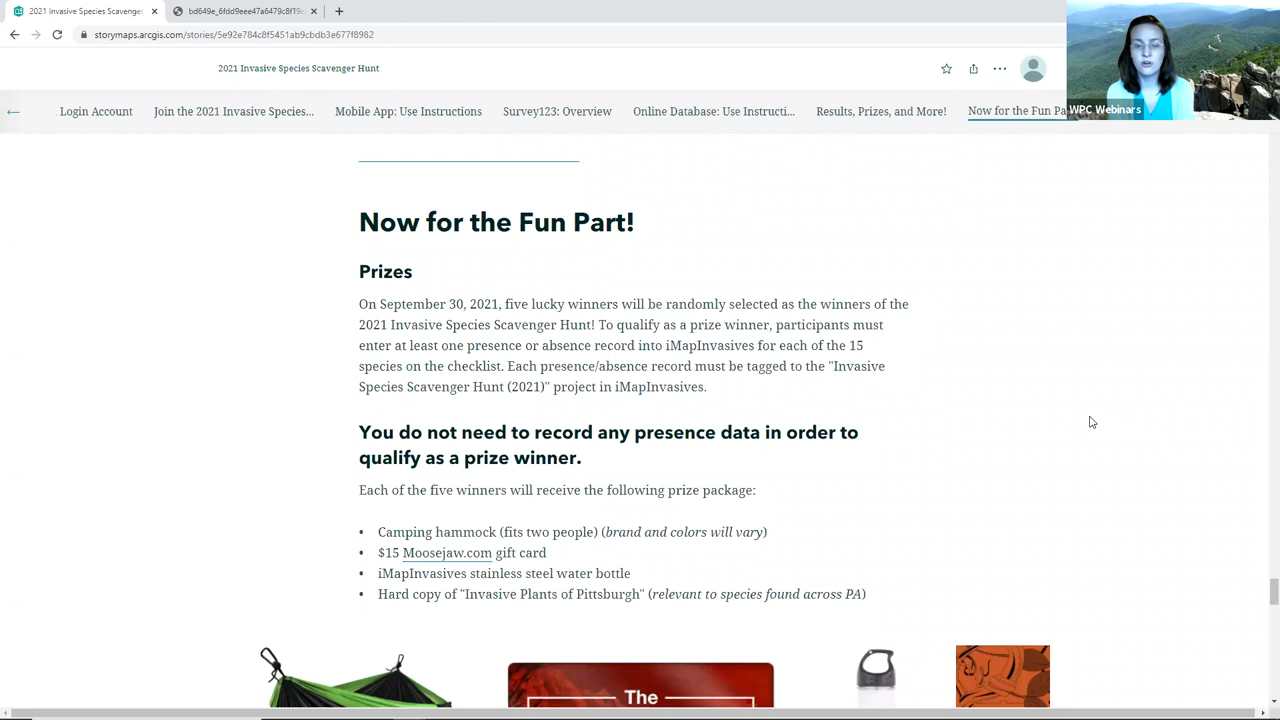 2021 Invasive Species Scavenger
bd649e_6fdd9eee47a6479c8f19
storymaps.arcgis.com/stories/5e92e784c8f5451ab9cbdb3e677f8982
2021 Invasive Species Scavenger Hunt
Login Account
Join the 2021 Invasive Species...
Mobile App: Use Instructions
Survey123: Overview
Online Database: Use Instructi...
Results, Prizes, and More!
Now for the Fun Pa
WPC Webinars
Now for the Fun Part!
Prizes
On September 30, 2021, five lucky winners will be randomly selected as the winners of the
2021 Invasive Species Scavenger Hunt! To qualify as a prize winner, participants must
enter at least one presence or absence record into iMapInvasives for each of the 15
species on the checklist. Each presence/absence record must be tagged to the "Invasive
Species Scavenger Hunt (2021)" project in iMapInvasives.
You do not need to record any presence data in order to
qualify as a prize winner.
Each of the five winners will receive the following prize package:
• Camping hammock (fits two people) (brand and colors will vary)
• $15 Moosejaw.com gift card
• iMapInvasives stainless steel water bottle
• Hard copy of "Invasive Plants of Pittsburgh" (relevant to species found across PA)
The